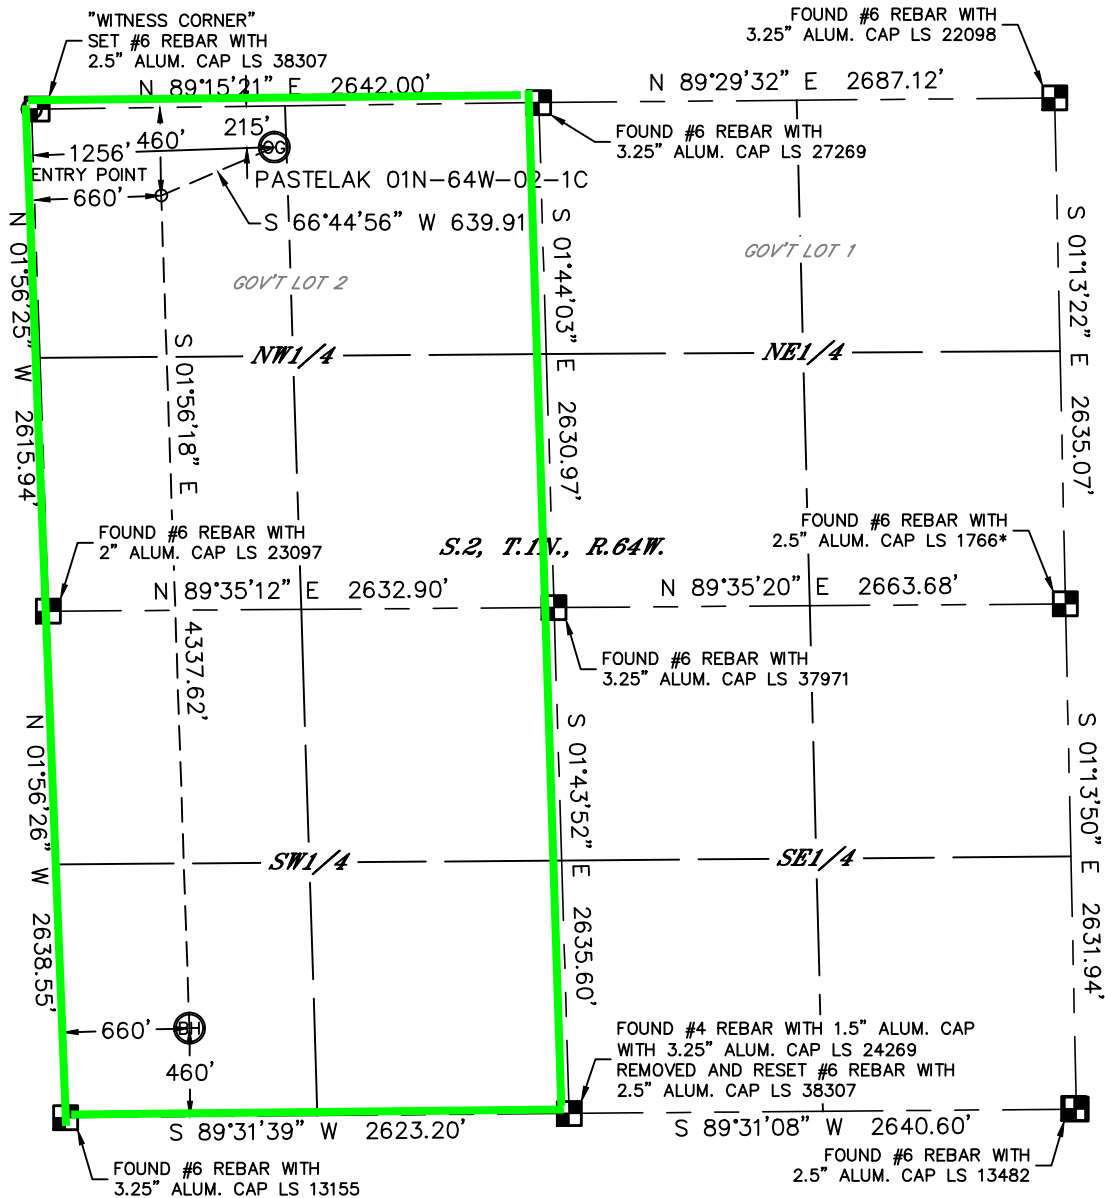 "WITNESS CORNER"
SET #6 REBAR WITH
2.5" ALUM. CAP LS 38307
FOUND #6 REBAR WITH
3.25" ALUM. CAP LS 22098
N 89°15'21" E 2642.00'
N 89°29'32" E 2687.12'
FOUND #6 REBAR WITH
3.25" ALUM. CAP LS 27269
215'
460'
1256'
OG
ENTRY POINT
660'
PASTELAK 01N-64W-02-1C
S 66°44'56" W 639.91
GOV'T LOT 2
GOV'T LOT 1
N 01°56'25" W 2615.94'
S 01°56'18" E
4337.62'
S 01°44'03" E 2630.97'
S 01°13'22" E 2635.07'
NW1/4
NE1/4
FOUND #6 REBAR WITH
2" ALUM. CAP LS 23097
S.2, T.1N., R.64W.
FOUND #6 REBAR WITH
2.5" ALUM. CAP LS 1766*
N 89°35'12" E 2632.90'
N 89°35'20" E 2663.68'
FOUND #6 REBAR WITH
3.25" ALUM. CAP LS 37971
N 01°56'26" W 2638.55'
S 01°43'52" E 2635.60'
S 01°13'50" E 2631.94'
SW1/4
SE1/4
660'
BH
460'
FOUND #4 REBAR WITH 1.5" ALUM. CAP
WITH 3.25" ALUM. CAP LS 24269
REMOVED AND RESET #6 REBAR WITH
2.5" ALUM. CAP LS 38307
S 89°31'39" W 2623.20'
S 89°31'08" W 2640.60'
FOUND #6 REBAR WITH
3.25" ALUM. CAP LS 13155
FOUND #6 REBAR WITH
2.5" ALUM. CAP LS 13482